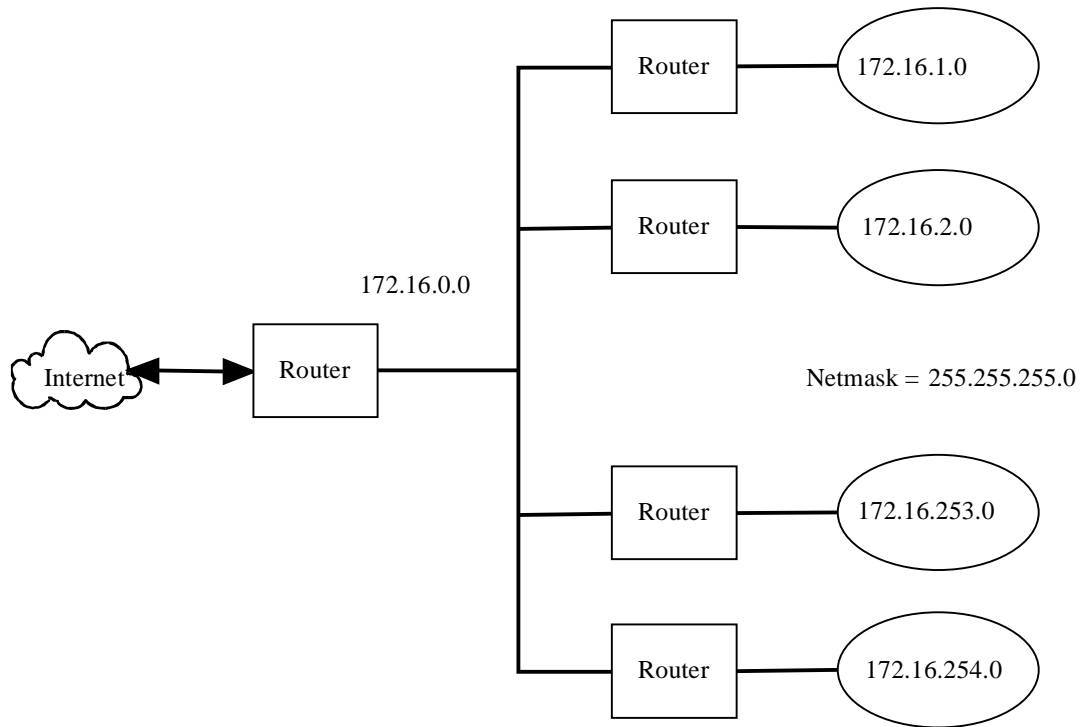 Router
172.16.1.0
Router
172.16.2.0
172.16.0.0
Internet
Router
Netmask = 255.255.255.0
Router
172.16.253.0
Router
172.16.254.0